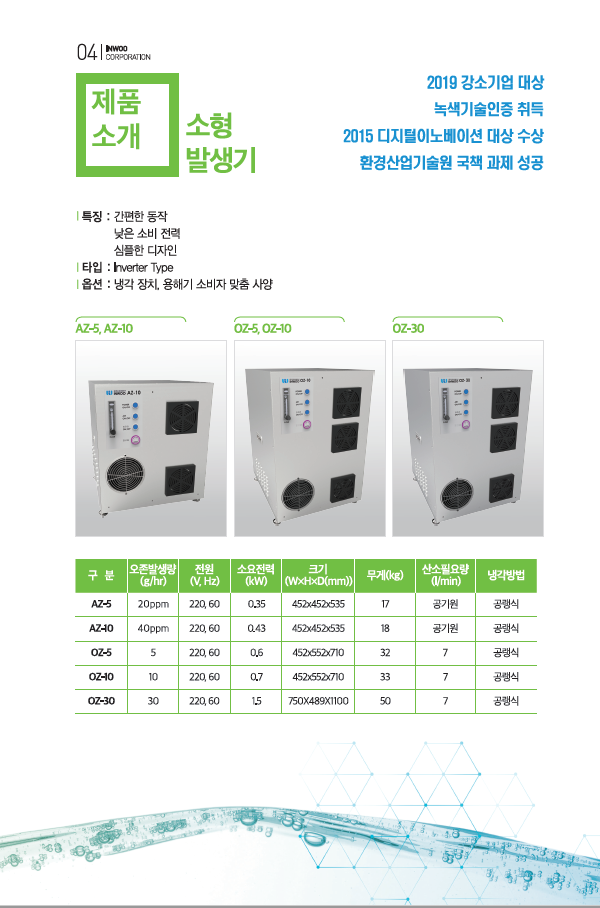 04 INWOO
CORPORATION
제품
소개
소형
발생기
2019 강소기업 대상
녹색기술인증 취득
2015 디지털이노베이션 대상 수상
환경산업기술원 국책 과제 성공
특징 : 간편한 동작
낮은 소비 전력
심플한 디자인
타입 : Inverter Type
옵션 : 냉각 장치, 용해기 소비자 맞춤 사양
AZ-5, AZ-10 OZ-5, OZ-10 OZ-30
INWOO AZ-10
구 분 오존발생량 (g/hr) 전원 (V, Hz) 소요전력 (kW) 크기 (W×H×D(mm)) 무게(kg) 산소필요량 (l/min) 냉각방법
AZ-5 20ppm 220, 60 0.35 452x452x535 17 공기원 공랭식
AZ-10 40ppm 220, 60 0.43 452x452x535 18 공기원 공랭식
OZ-5 5 220, 60 0.6 452x552x710 32 7 공랭식
OZ-10 10 220, 60 0.7 452x552x710 33 7 공랭식
OZ-30 30 220, 60 1.5 750X489X1100 50 7 공랭식